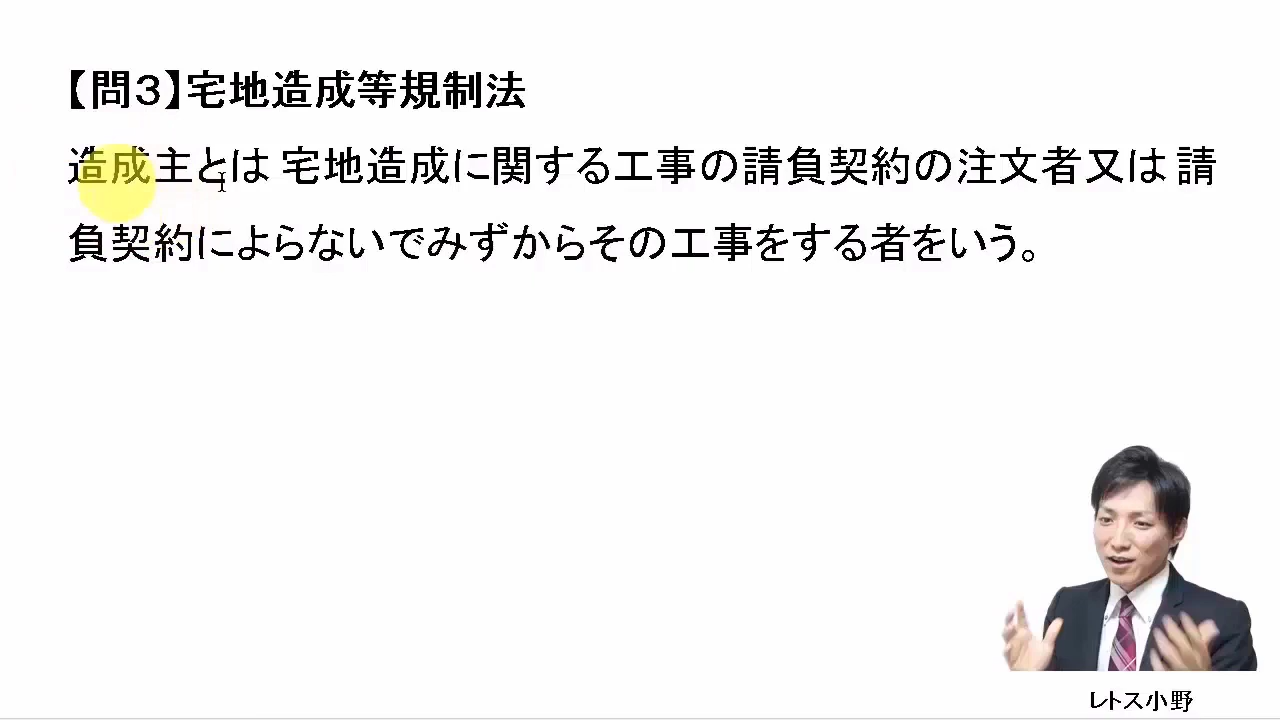 【問3】宅地造成等規制法
造成主とは 宅地造成に関する工事の請負契約の注文者又は 請
負契約によらないでみずからその工事をする者をいう。
レトス小野